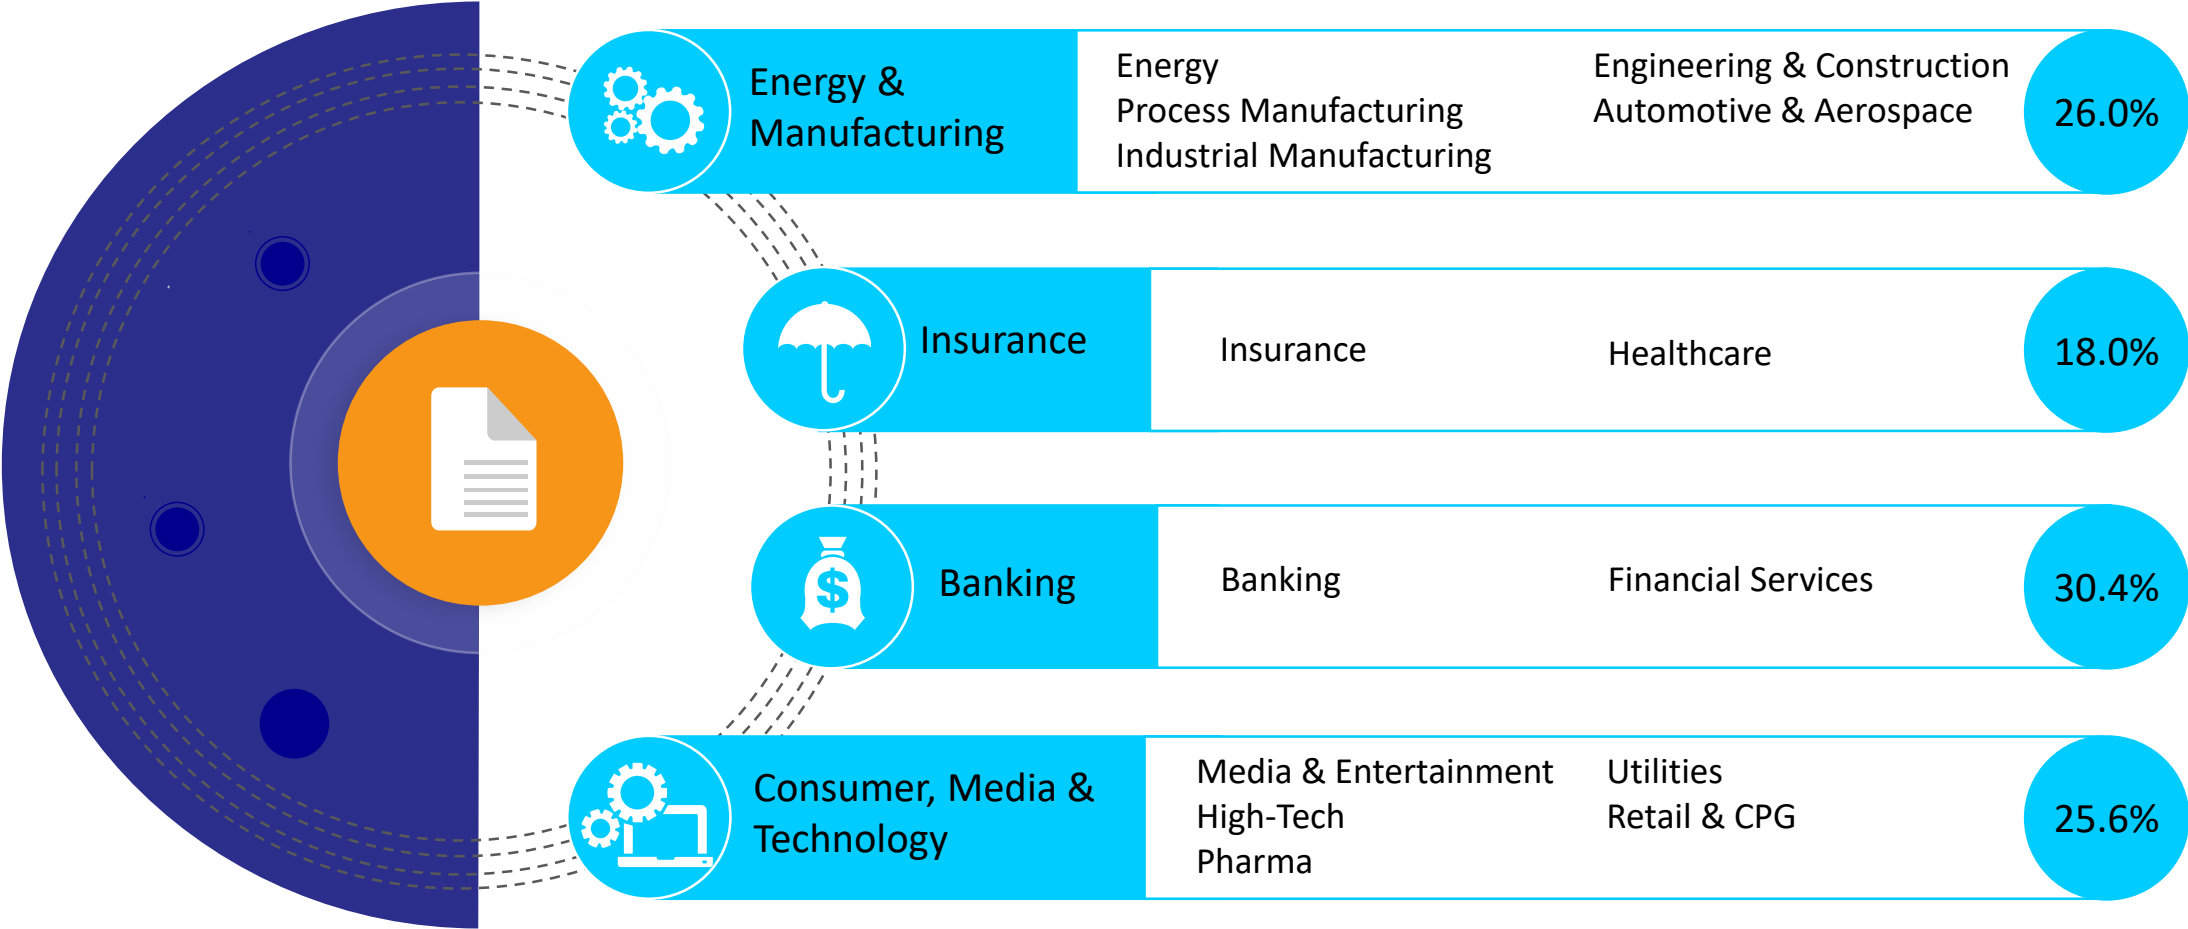 Energy &
Manufacturing
Energy
Process Manufacturing
Industrial Manufacturing
Engineering & Construction
Automotive & Aerospace
26.0%
Insurance
Insurance
Healthcare
18.0%
$
Banking
Banking
Financial Services
30.4%
Consumer, Media &
Technology
Media & Entertainment
High-Tech
Pharma
Utilities
Retail & CPG
25.6%